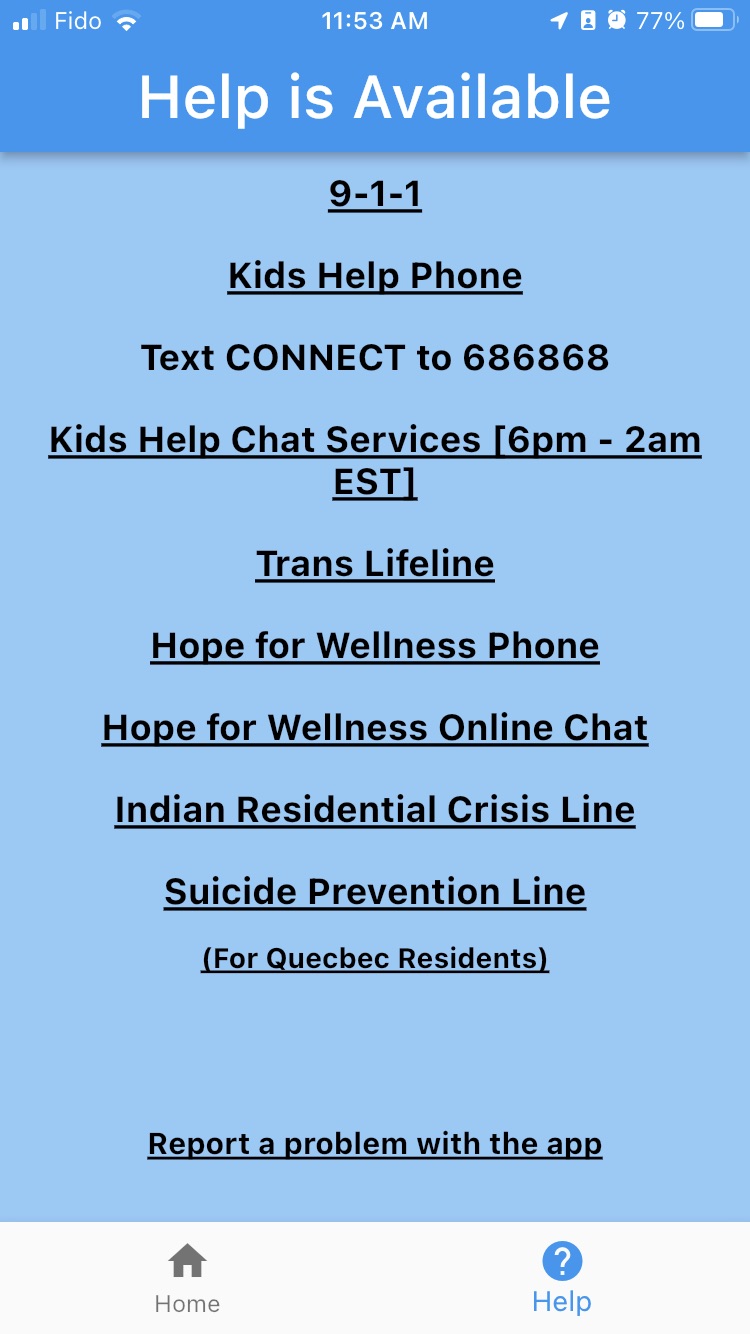 Fido 11:53 AM 77%
Help is Available
9-1-1
Kids Help Phone
Text CONNECT to 686868
Kids Help Chat Services [6pm - 2am
EST]
Trans Lifeline
Hope for Wellness Phone
Hope for Wellness Online Chat
Indian Residential Crisis Line
Suicide Prevention Line
(For Quecbec Residents)
Report a problem with the app
Home Help